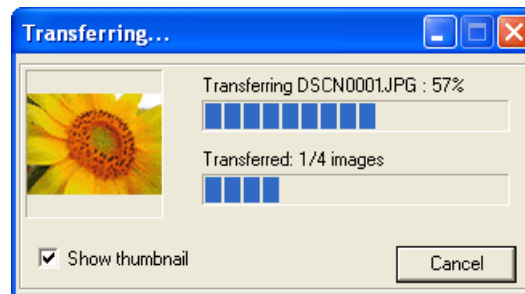 Transferring...
Transferring DSCN0001.JPG : 57%
Transferred: 1/4 images
Show thumbnail
Cancel